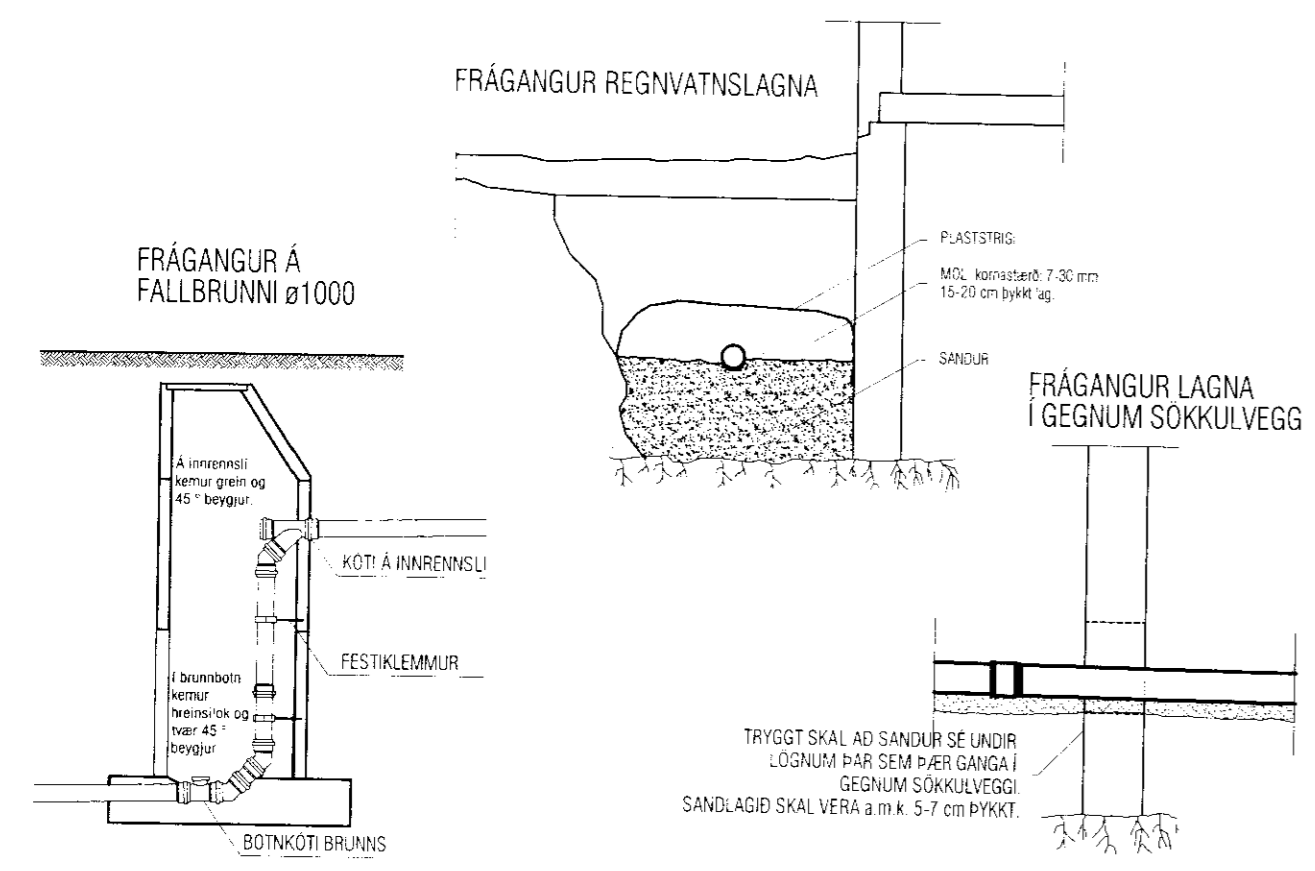 FRÁGANGUR REGNVATNSLAGNA
PLASTSTRIGI
MÖL kornastærð: 7-30 mm
15-20 cm þykkt lag.
SANDUR
FRÁGANGUR Á
FALLBRUNNI ø1000
Á innrennsli
kemur grein og
45 ° beygjur.
KÓTI Á INNRENNSLI
FESTIKLEMMUR
Í brunnbotn
kemur
hreinsilok og
tvær 45 °
beygjur
BOTNKÓTI BRUNNS
FRÁGANGUR LAGNA
Í GEGNUM SÖKKULVEGG
TRYGGT SKAL AÐ SANDUR SÉ UNDIR
LÖGNUM ÞAR SEM ÞÆR GANGA Í
GEGNUM SÖKKULVEGGI.
SANDLAGIÐ SKAL VERA a.m.k. 5-7 cm ÞYKKT.